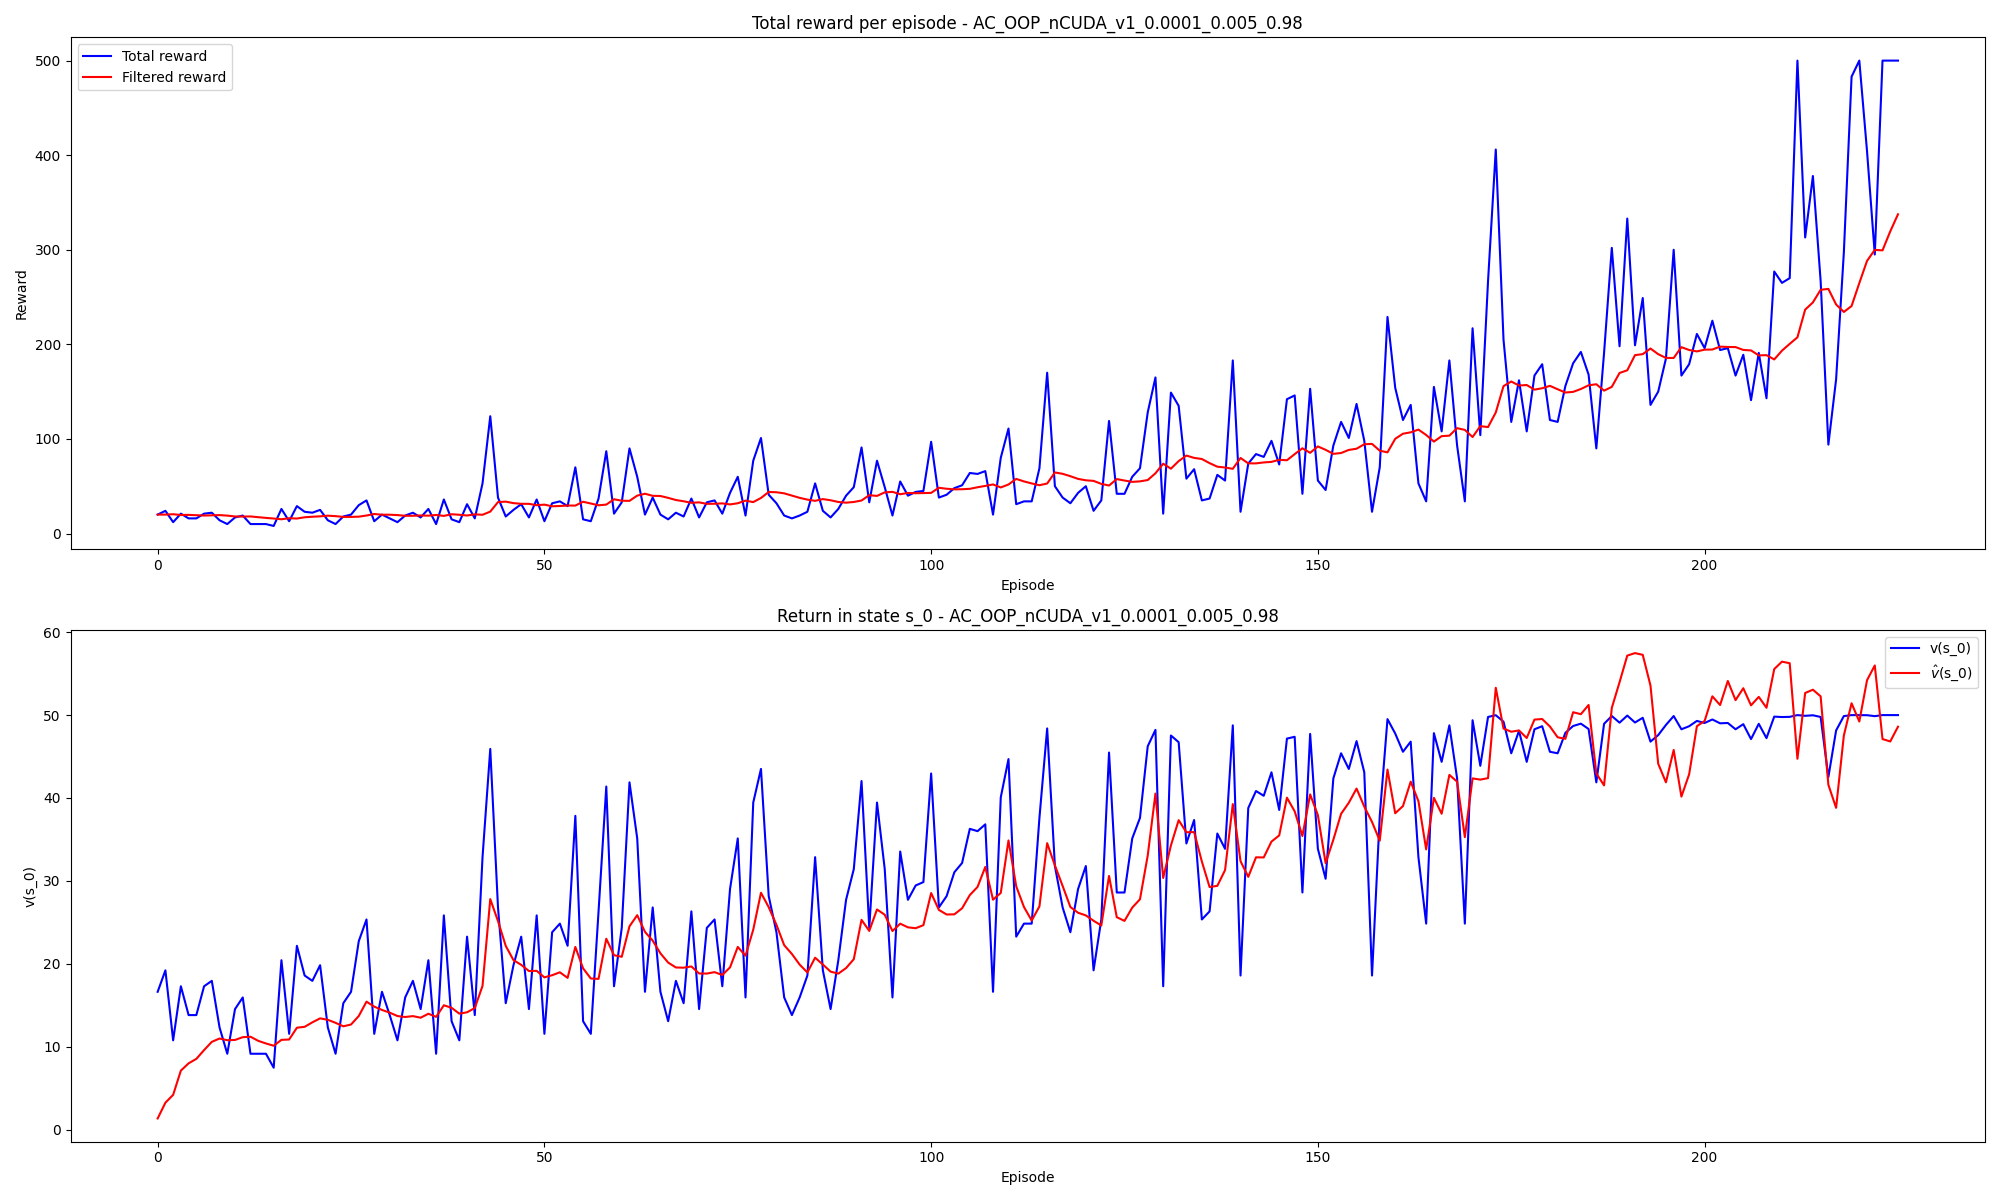 Total reward per episode - AC_OOP_nCUDA_v1_0.0001_0.005_0.98
Total reward
Filtered reward
500
400
300
200
100
0
Reward
0 50 100 150 200
Episode
Return in state s_0 - AC_OOP_nCUDA_v1_0.0001_0.005_0.98
v(s_0)
v̂(s_0)
60
50
40
30
20
10
0
v(s_0)
0 50 100 150 200
Episode